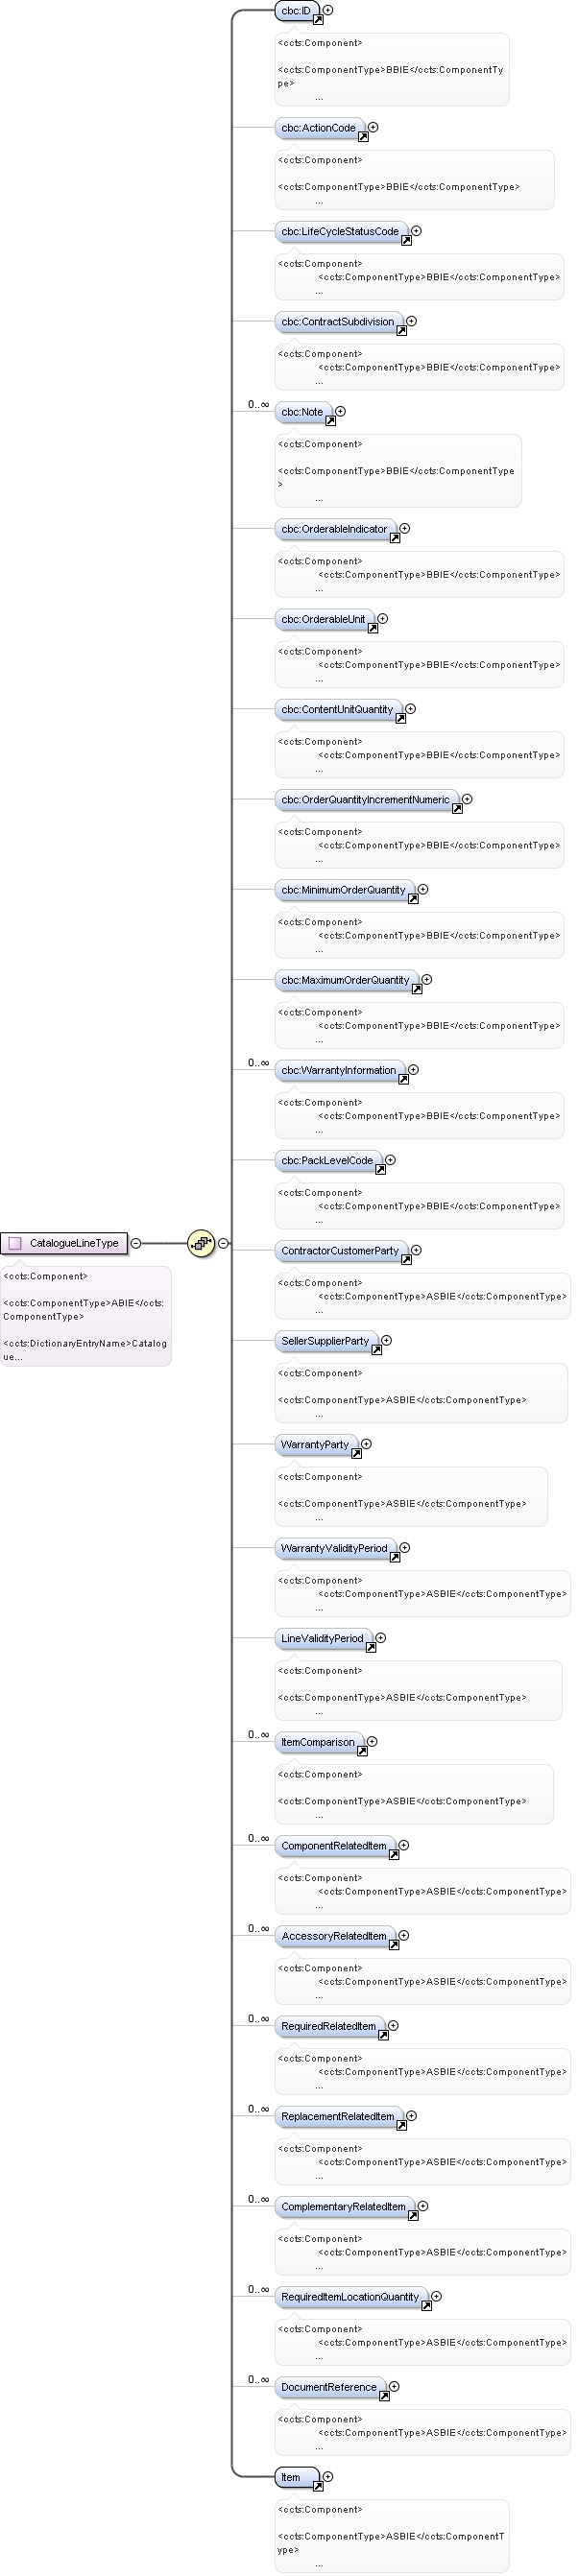 cbc:ID
<ccts:Component>
<ccts:ComponentType>BBIE</ccts:ComponentTy
pe>
...
cbc:ActionCode
<ccts:Component>
<ccts:ComponentType>BBIE</ccts:ComponentType>
...
cbc:LifeCycleStatusCode
<ccts:Component>
<ccts:ComponentType>BBIE</ccts:ComponentType>
...
cbc:ContractSubdivision
<ccts:Component>
<ccts:ComponentType>BBIE</ccts:ComponentType>
...
0..∞
cbc:Note
<ccts:Component>
<ccts:ComponentType>BBIE</ccts:ComponentType
>
...
cbc:OrderableIndicator
<ccts:Component>
<ccts:ComponentType>BBIE</ccts:ComponentType>
...
cbc:OrderableUnit
<ccts:Component>
<ccts:ComponentType>BBIE</ccts:ComponentType>
...
cbc:ContentUnitQuantity
<ccts:Component>
<ccts:ComponentType>BBIE</ccts:ComponentType>
...
cbc:OrderQuantityIncrementNumeric
<ccts:Component>
<ccts:ComponentType>BBIE</ccts:ComponentType>
...
cbc:MinimumOrderQuantity
<ccts:Component>
<ccts:ComponentType>BBIE</ccts:ComponentType>
...
cbc:MaximumOrderQuantity
<ccts:Component>
<ccts:ComponentType>BBIE</ccts:ComponentType>
...
0..∞
cbc:WarrantyInformation
<ccts:Component>
<ccts:ComponentType>BBIE</ccts:ComponentType>
...
cbc:PackLevelCode
<ccts:Component>
<ccts:ComponentType>BBIE</ccts:ComponentType>
...
CatalogueLineType
<ccts:Component>
<ccts:ComponentType>ABIE</ccts:
ComponentType>
<ccts:DictionaryEntryName>Catalog
ue...
ContractorCustomerParty
<ccts:Component>
<ccts:ComponentType>ASBIE</ccts:ComponentType>
...
SellerSupplierParty
<ccts:Component>
<ccts:ComponentType>ASBIE</ccts:ComponentType>
...
WarrantyParty
<ccts:Component>
<ccts:ComponentType>ASBIE</ccts:ComponentType>
...
WarrantyValidityPeriod
<ccts:Component>
<ccts:ComponentType>ASBIE</ccts:ComponentType>
...
LineValidityPeriod
<ccts:Component>
<ccts:ComponentType>ASBIE</ccts:ComponentType>
...
0..∞
ItemComparison
<ccts:Component>
<ccts:ComponentType>ASBIE</ccts:ComponentType>
...
0..∞
ComponentRelatedItem
<ccts:Component>
<ccts:ComponentType>ASBIE</ccts:ComponentType>
...
0..∞
AccessoryRelatedItem
<ccts:Component>
<ccts:ComponentType>ASBIE</ccts:ComponentType>
...
0..∞
RequiredRelatedItem
<ccts:Component>
<ccts:ComponentType>ASBIE</ccts:ComponentType>
...
0..∞
ReplacementRelatedItem
<ccts:Component>
<ccts:ComponentType>ASBIE</ccts:ComponentType>
...
0..∞
ComplementaryRelatedItem
<ccts:Component>
<ccts:ComponentType>ASBIE</ccts:ComponentType>
...
0..∞
RequiredItemLocationQuantity
<ccts:Component>
<ccts:ComponentType>ASBIE</ccts:ComponentType>
...
0..∞
DocumentReference
<ccts:Component>
<ccts:ComponentType>ASBIE</ccts:ComponentType>
...
Item
<ccts:Component>
<ccts:ComponentType>ASBIE</ccts:ComponentT
ype>
...